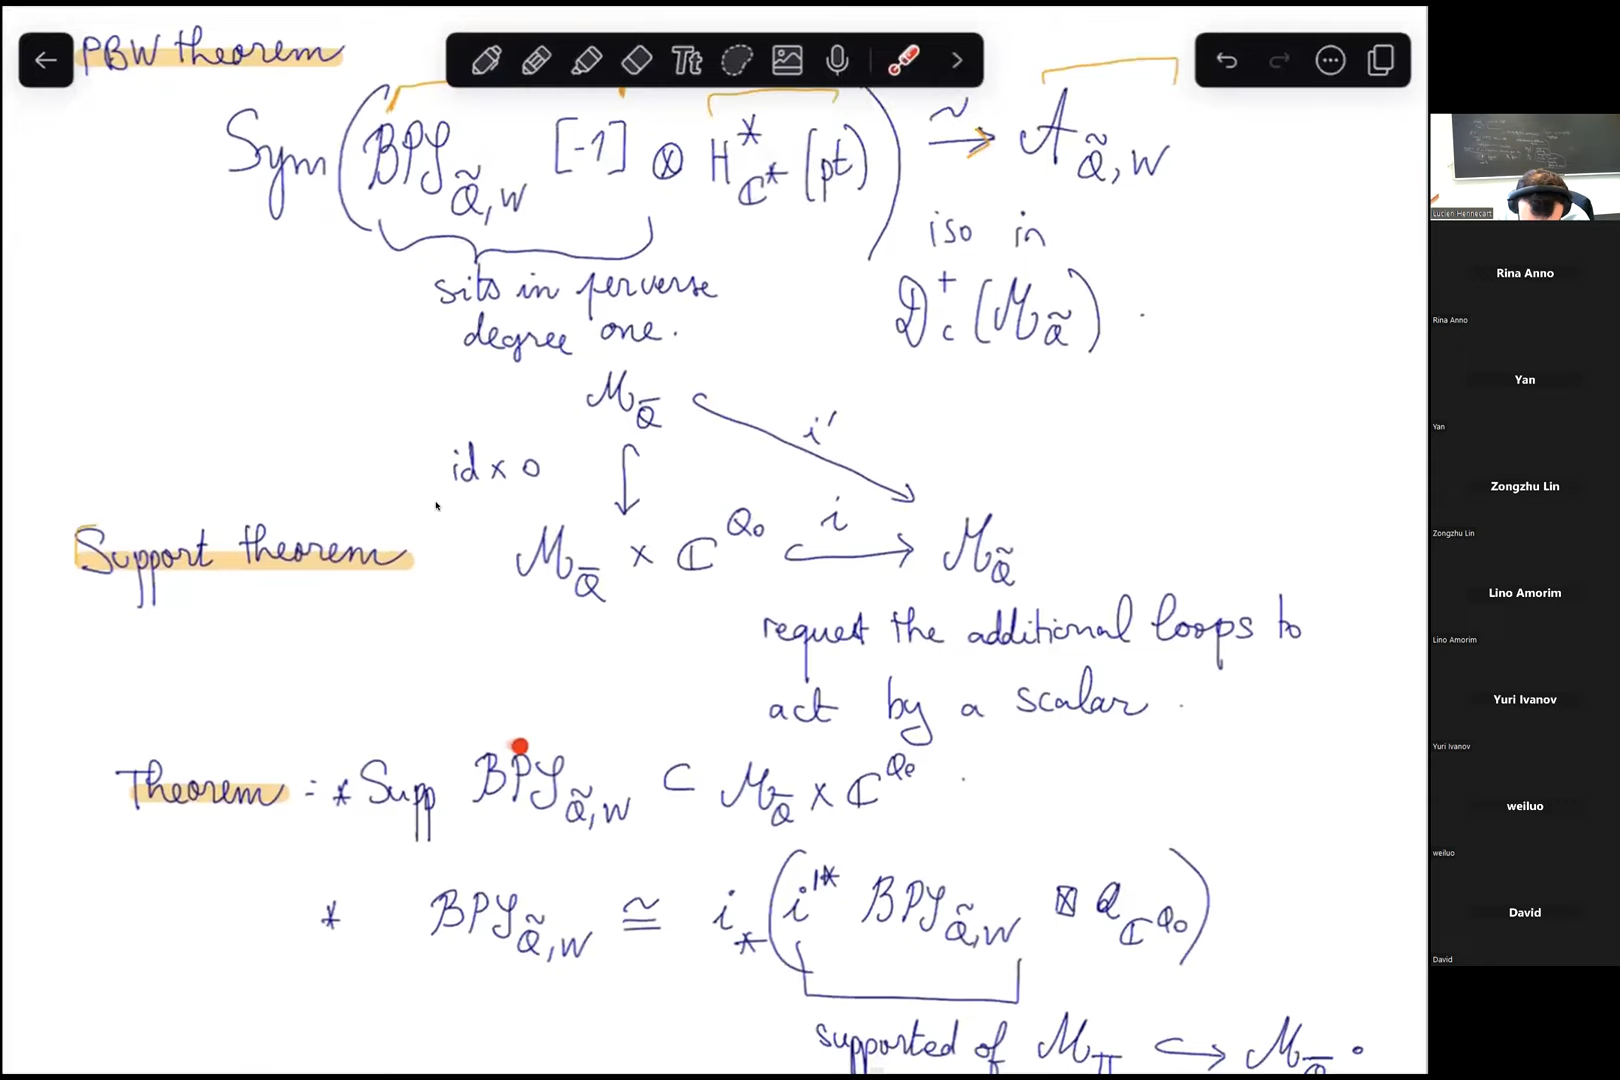 PBW theorem
Tt
Sym(BPS_{Q̃,W} [-1] ⊗ H^*_{ℂ^*}(pt)) ⥲ 𝒜_{Q̃,W}
iso in
sits in perverse
degree one.
𝒟^+_c(ℳ_{Q̃}) .
ℳ_{Q̄}
i'
id × 0
Support theorem
ℳ_{Q̄} × ℂ^{Q_0} i ℳ_{Q̃}
request the additional loops to
act by a scalar .
Theorem : * Supp BPS_{Q̃,W} ⊂ ℳ_{Q̄} × ℂ^{Q_0} .
* BPS_{Q̃,W} ≅ i_*(i'^* BPS_{Q̃,W} ⊠ ℚ_{ℂ^{Q_0}})
supported of ℳ_Π ↪ ℳ_{Q̄} .
Lucien Hennecart
Rina Anno
Rina Anno
Yan
Yan
Zongzhu Lin
Zongzhu Lin
Lino Amorim
Lino Amorim
Yuri Ivanov
Yuri Ivanov
weiluo
weiluo
David
David